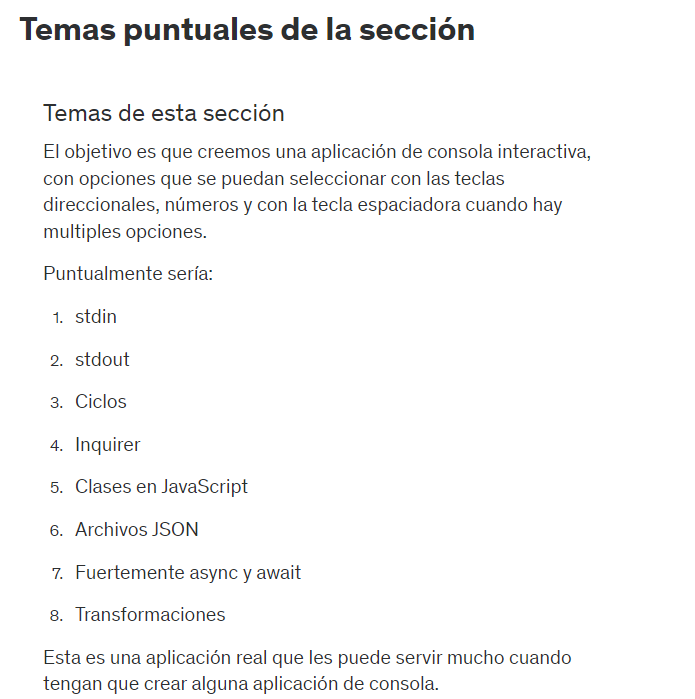 Temas puntuales de la sección
Temas de esta sección
El objetivo es que creemos una aplicación de consola interactiva,
con opciones que se puedan seleccionar con las teclas
direccionales, números y con la tecla espaciadora cuando hay
multiples opciones.
Puntualmente sería:
1. stdin
2. stdout
3. Ciclos
4. Inquirer
5. Clases en JavaScript
6. Archivos JSON
7. Fuertemente async y await
8. Transformaciones
Esta es una aplicación real que les puede servir mucho cuando
tengan que crear alguna aplicación de consola.